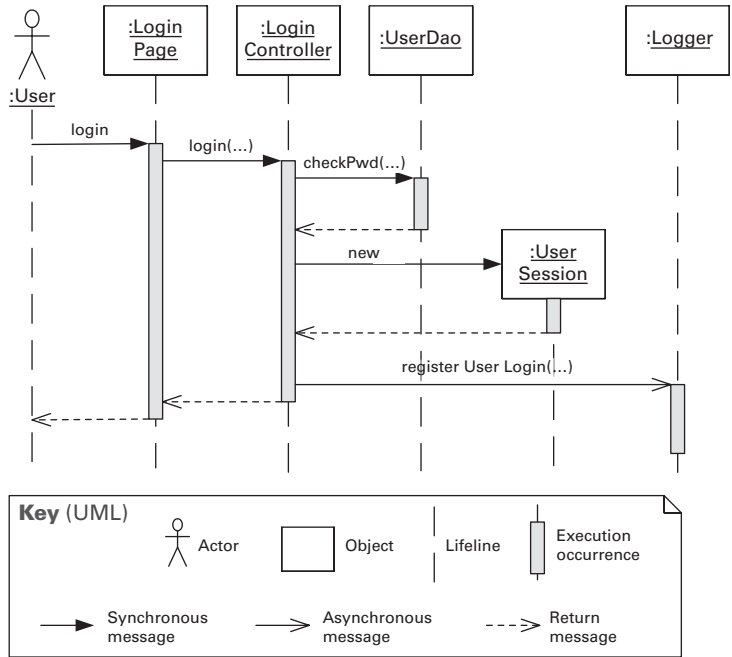 :Login
Page
:Login
Controller
:UserDao
:Logger
:User
login
login(...)
checkPwd(...)
new
:User
Session
register User Login(...)
Key (UML)
Actor
Object
Lifeline
Execution
occurrence
Synchronous
message
Asynchronous
message
Return
message